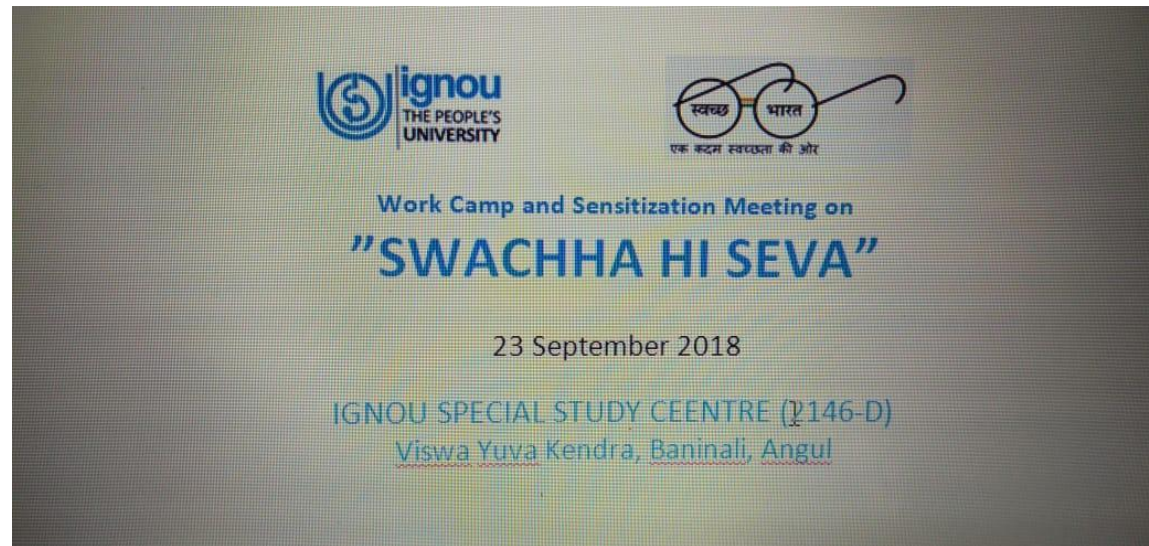 ignou
THE PEOPLE'S
UNIVERSITY
स्वच्छ भारत
एक कदम स्वच्छता की ओर
Work Camp and Sensitization Meeting on
”SWACHHA HI SEVA”
23 September 2018
IGNOU SPECIAL STUDY CEENTRE (2146-D)
Viswa Yuva Kendra, Baninali, Angul